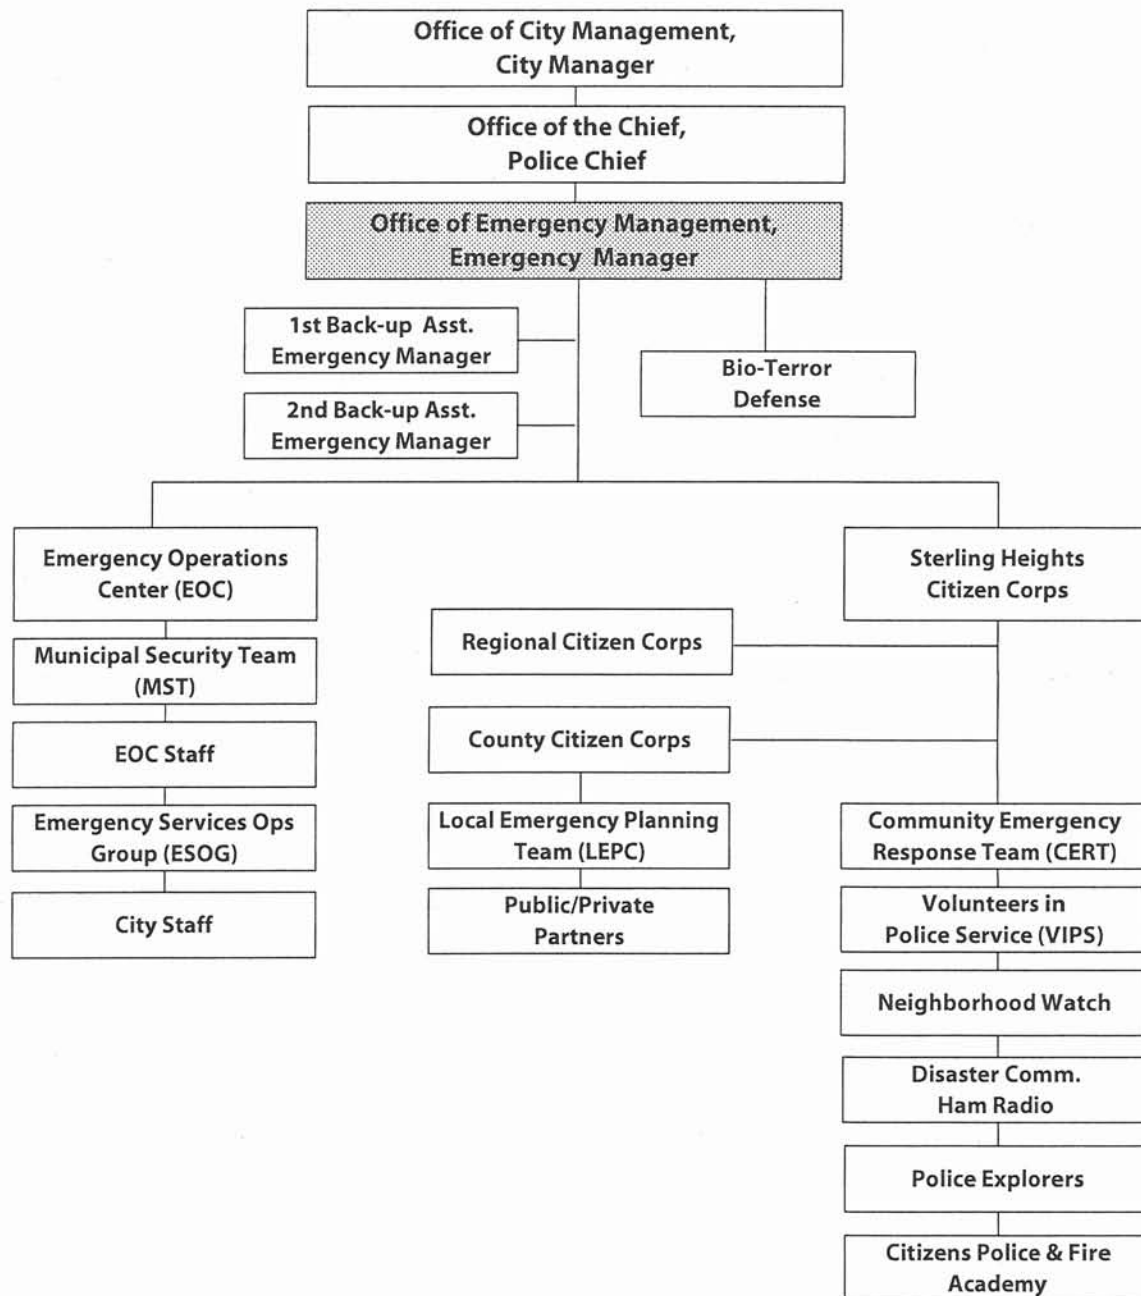 Office of City Management,
City Manager
Office of the Chief,
Police Chief
Office of Emergency Management,
Emergency Manager
1st Back-up Asst.
Emergency Manager
Bio-Terror
Defense
2nd Back-up Asst.
Emergency Manager
Emergency Operations
Center (EOC)
Municipal Security Team
(MST)
EOC Staff
Emergency Services Ops
Group (ESOG)
City Staff
Regional Citizen Corps
County Citizen Corps
Local Emergency Planning
Team (LEPC)
Public/Private
Partners
Sterling Heights
Citizen Corps
Community Emergency
Response Team (CERT)
Volunteers in
Police Service (VIPS)
Neighborhood Watch
Disaster Comm.
Ham Radio
Police Explorers
Citizens Police & Fire
Academy